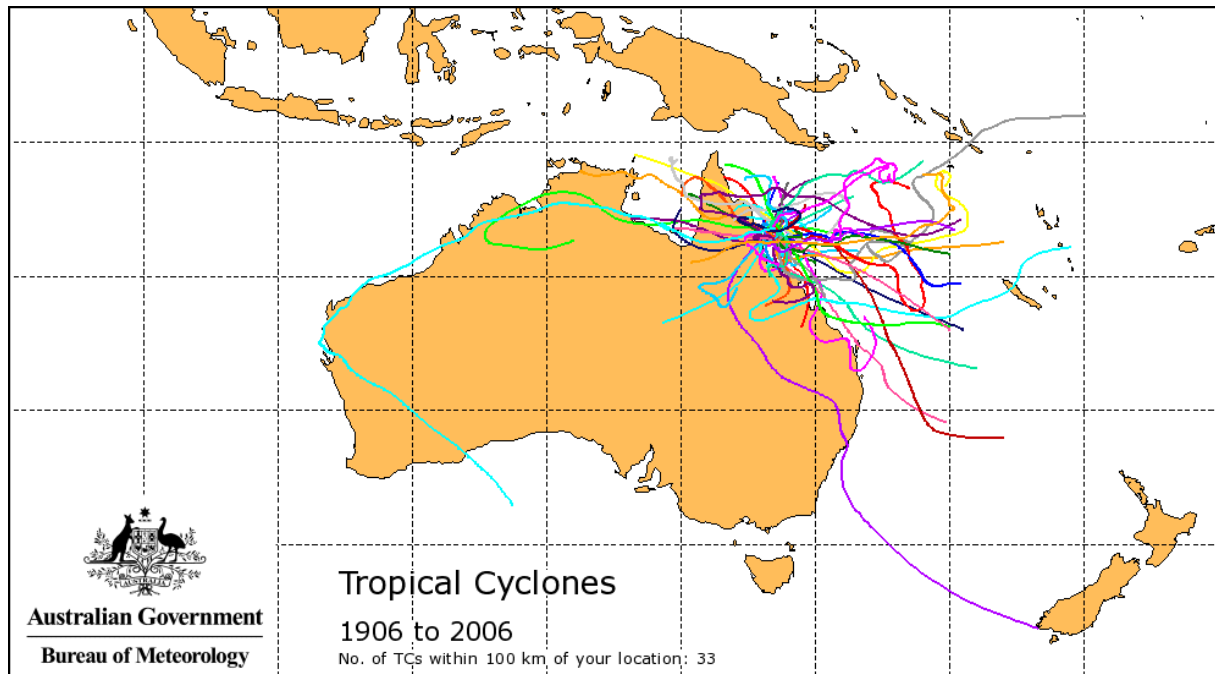 Tropical Cyclones
1906 to 2006
No. of TCs within 100 km of your location: 33
AUSTRALIA
Australian Government
Bureau of Meteorology